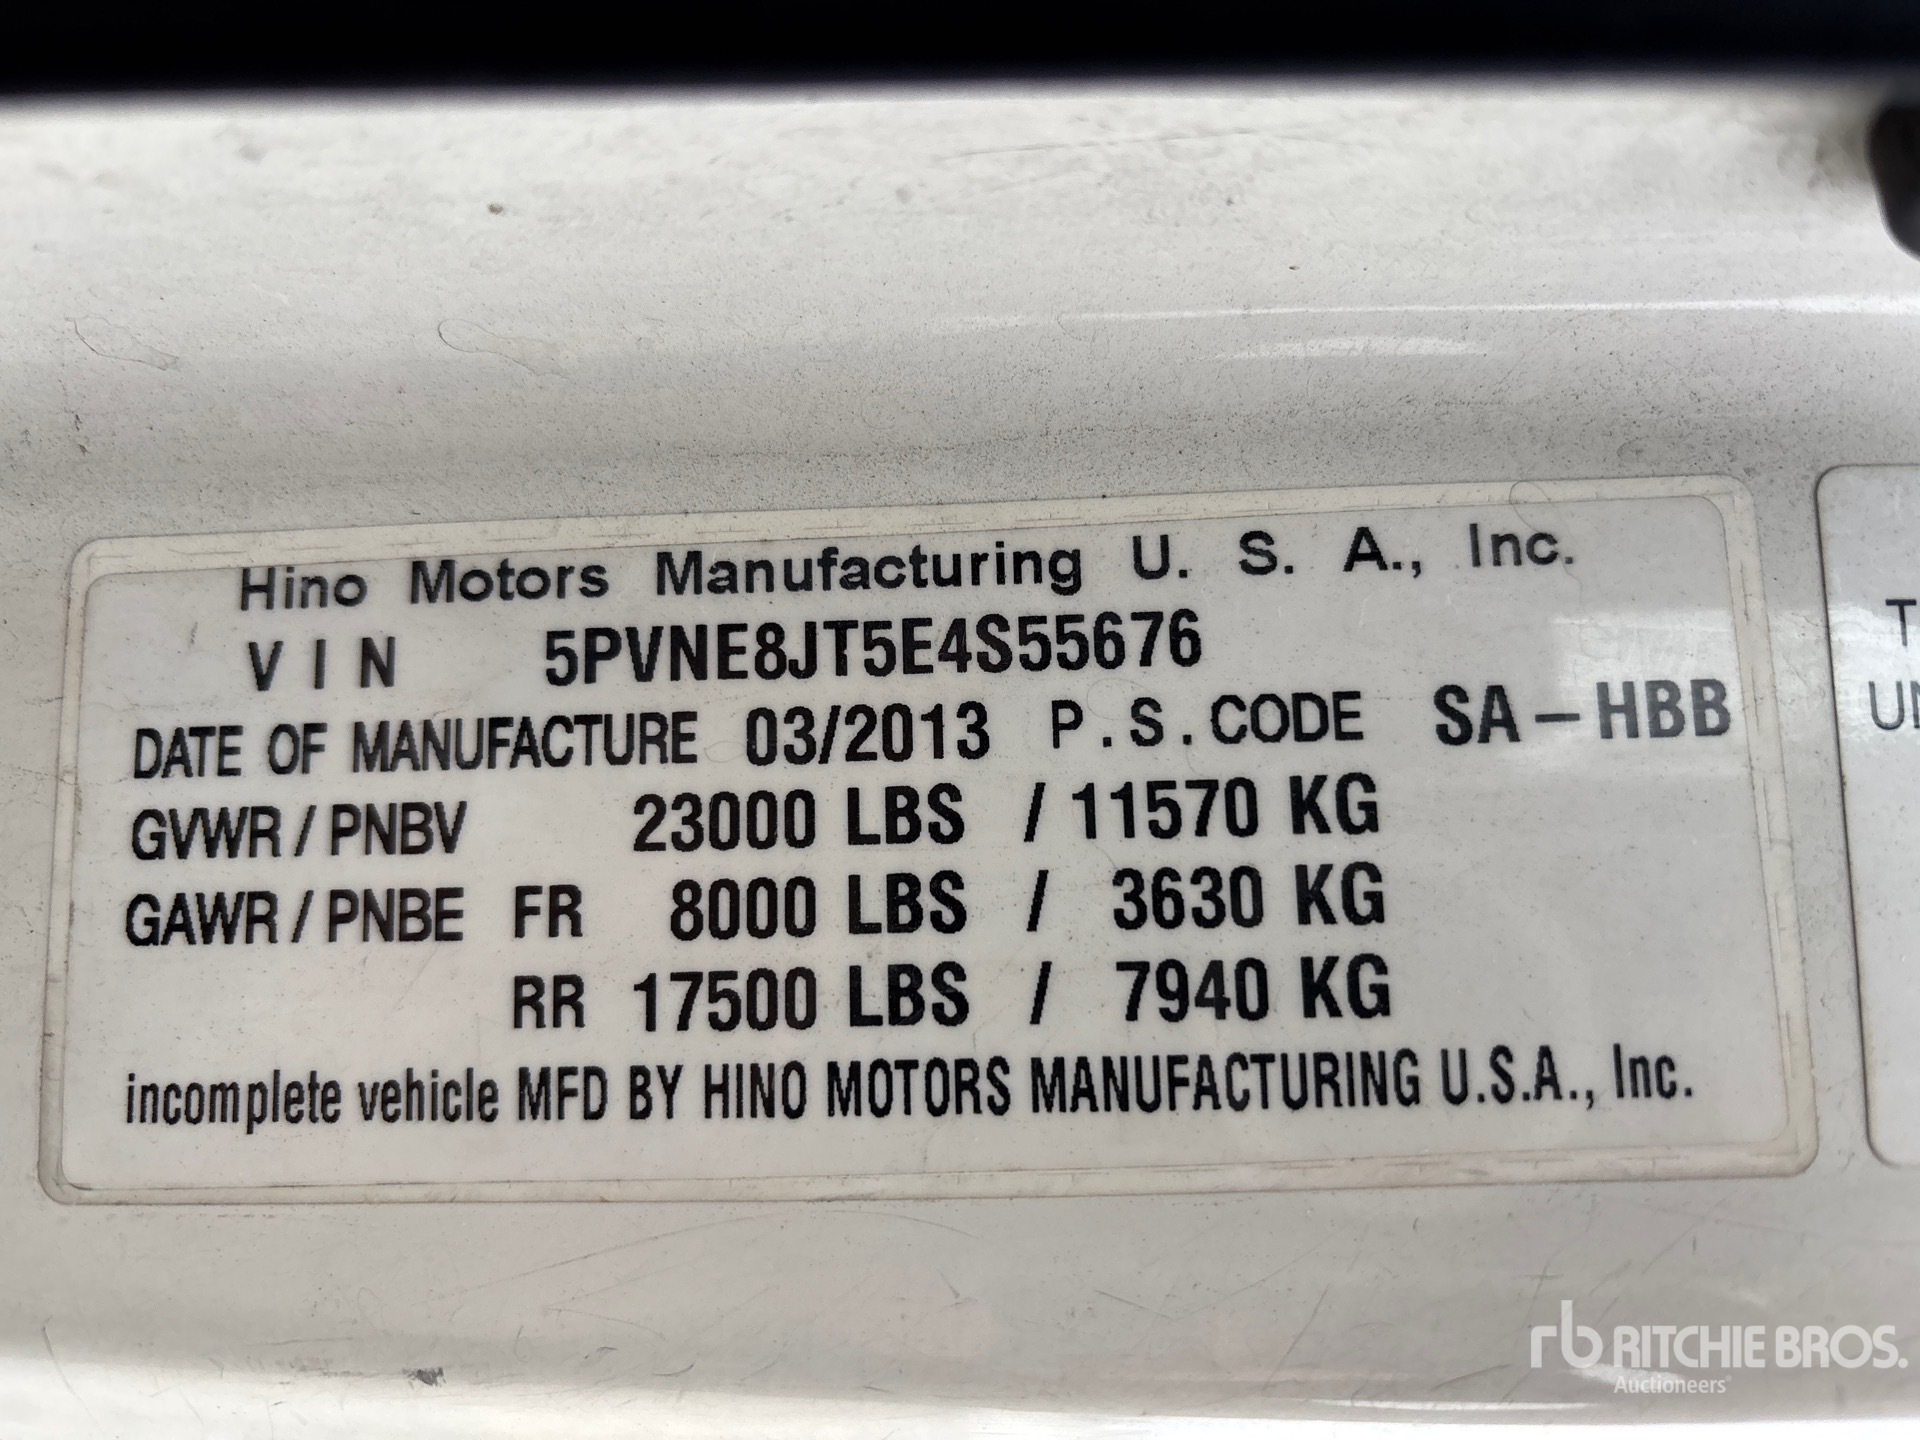 Hino Motors Manufacturing U. S. A., Inc.
VIN 5PVNE8JT5E4S55676
DATE OF MANUFACTURE 03/2013 P.S.CODE SA-HBB
GVWR/PNBV 23000 LBS / 11570 KG
GAWR/PNBE FR 8000 LBS / 3630 KG
RR 17500 LBS / 7940 KG
incomplete vehicle MFD BY HINO MOTORS MANUFACTURING U.S.A., Inc.
rb RITCHIE BROS.
Auctioneers